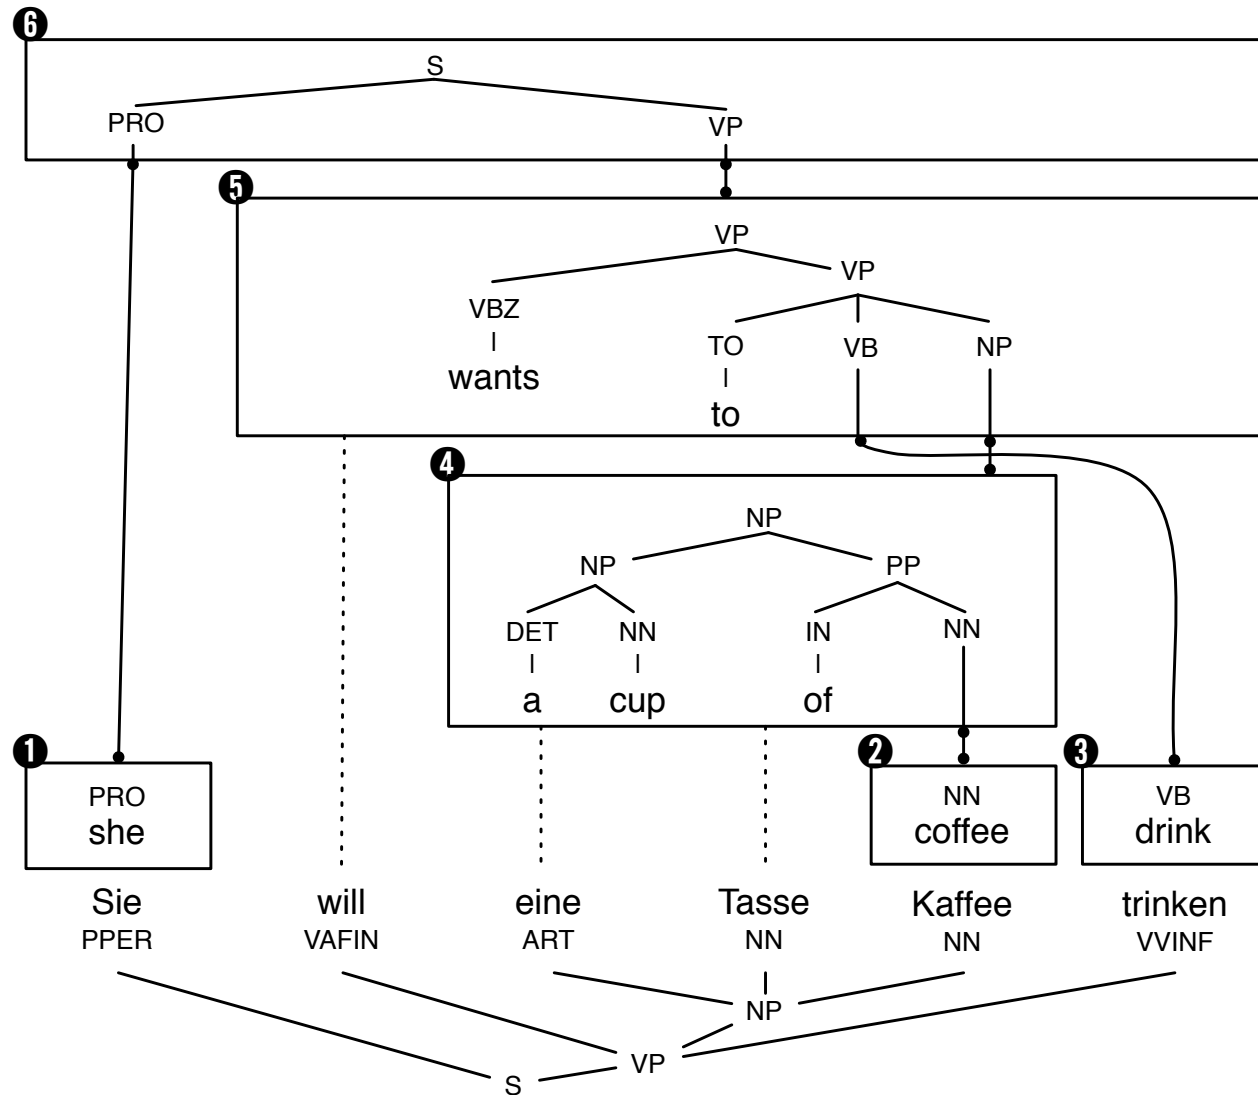 6
S
PRO VP
5
VP
VP
VBZ
TO VB NP
wants
to
4
NP
NP PP
DET NN IN NN
a cup of
1 2 3
PRO NN VB
she coffee drink
Sie will eine Tasse Kaffee trinken
PPER VAFIN ART NN NN VVINF
NP
VP
S